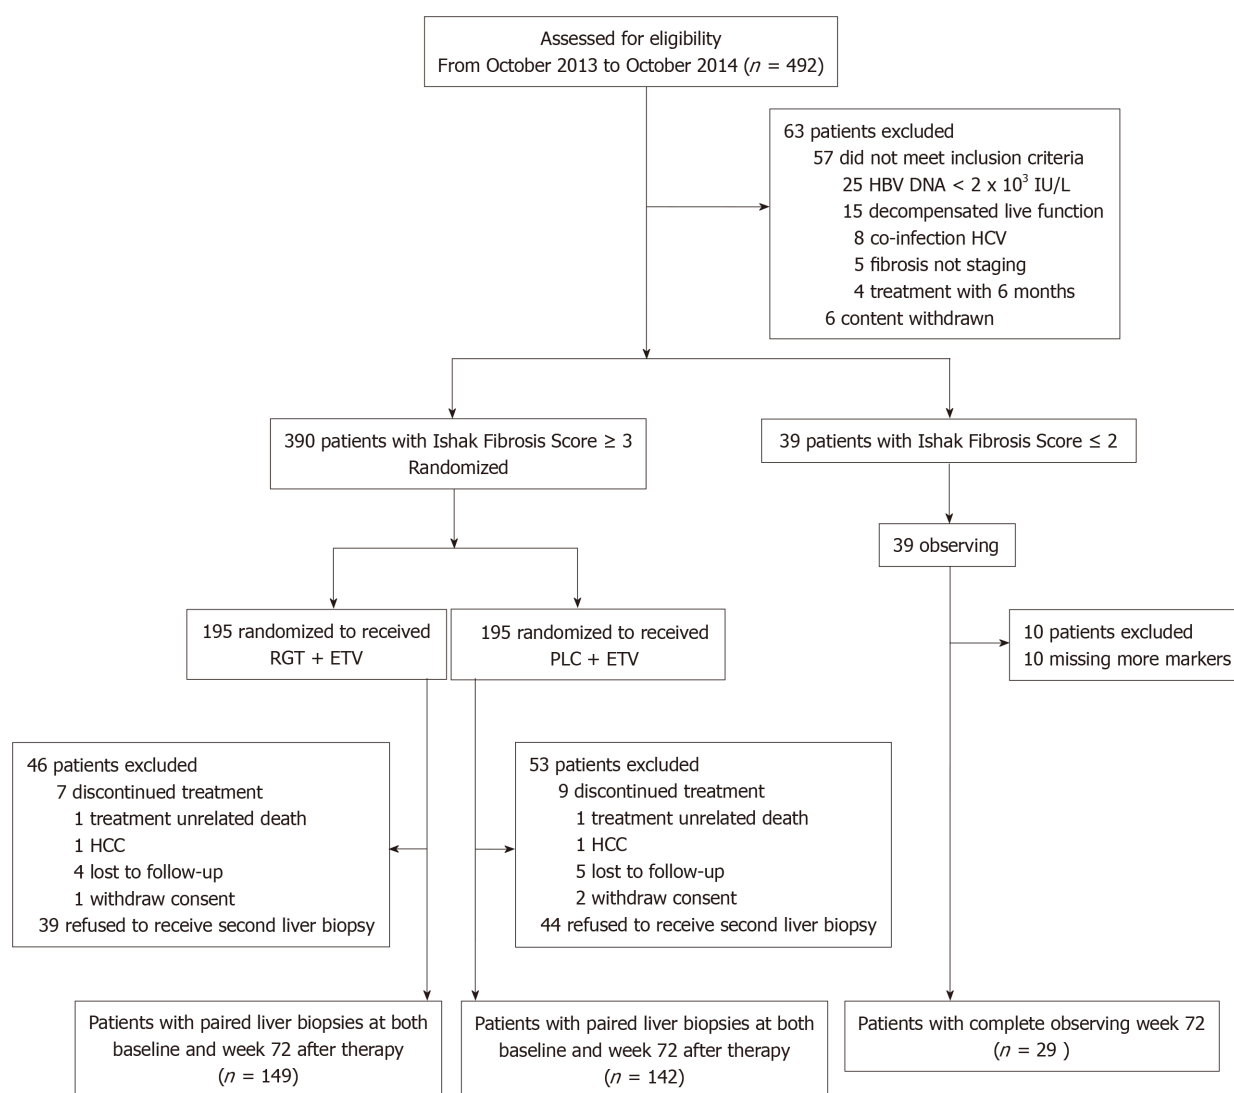 Assessed for eligibility
From October 2013 to October 2014 (n = 492)
63 patients excluded
57 did not meet inclusion criteria
25 HBV DNA < 2 x 10³ IU/L
15 decompensated live function
8 co-infection HCV
5 fibrosis not staging
4 treatment with 6 months
6 content withdrawn
390 patients with Ishak Fibrosis Score ≥ 3
Randomized
39 patients with Ishak Fibrosis Score ≤ 2
39 observing
195 randomized to received
RGT + ETV
195 randomized to received
PLC + ETV
10 patients excluded
10 missing more markers
46 patients excluded
7 discontinued treatment
1 treatment unrelated death
1 HCC
4 lost to follow-up
1 withdraw consent
39 refused to receive second liver biopsy
53 patients excluded
9 discontinued treatment
1 treatment unrelated death
1 HCC
5 lost to follow-up
2 withdraw consent
44 refused to receive second liver biopsy
Patients with paired liver biopsies at both
baseline and week 72 after therapy
(n = 149)
Patients with paired liver biopsies at both
baseline and week 72 after therapy
(n = 142)
Patients with complete observing week 72
(n = 29 )